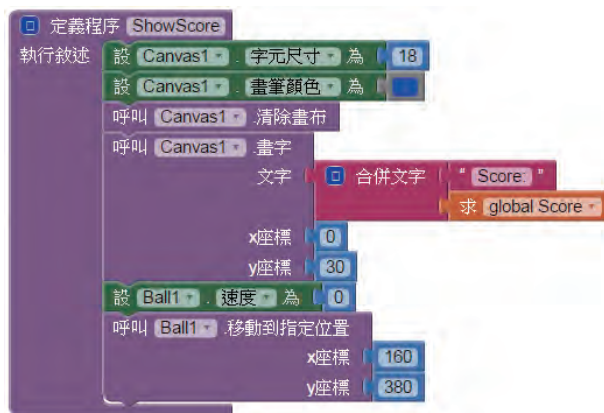 定義程序 ShowScore
執行敘述 設 Canvas1 . 字元尺寸 為 18
設 Canvas1 . 畫筆顏色 為
呼叫 Canvas1 .清除畫布
呼叫 Canvas1 .畫字
文字 合併文字 " Score: "
求 global Score
x座標 0
y座標 30
設 Ball1 . 速度 為 0
呼叫 Ball1 .移動到指定位置
x座標 160
y座標 380